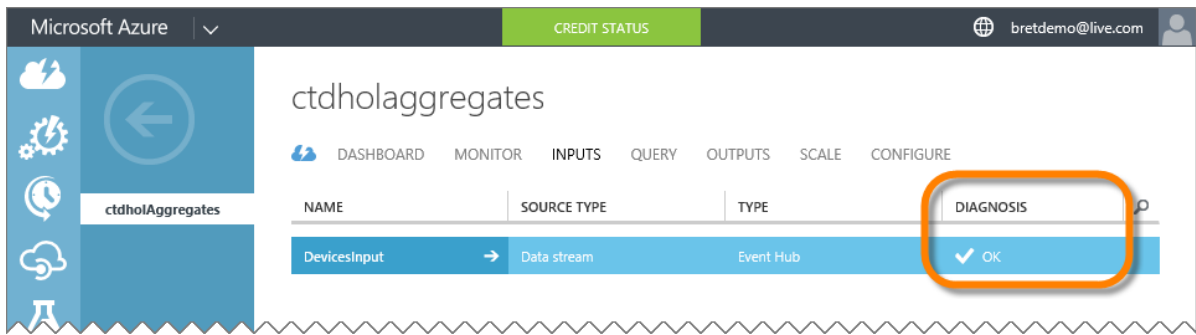 Microsoft Azure CREDIT STATUS bretdemo@live.com
ctdholaggregates
DASHBOARD MONITOR INPUTS QUERY OUTPUTS SCALE CONFIGURE
ctdholAggregates
NAME SOURCE TYPE TYPE DIAGNOSIS
DevicesInput Data stream Event Hub OK